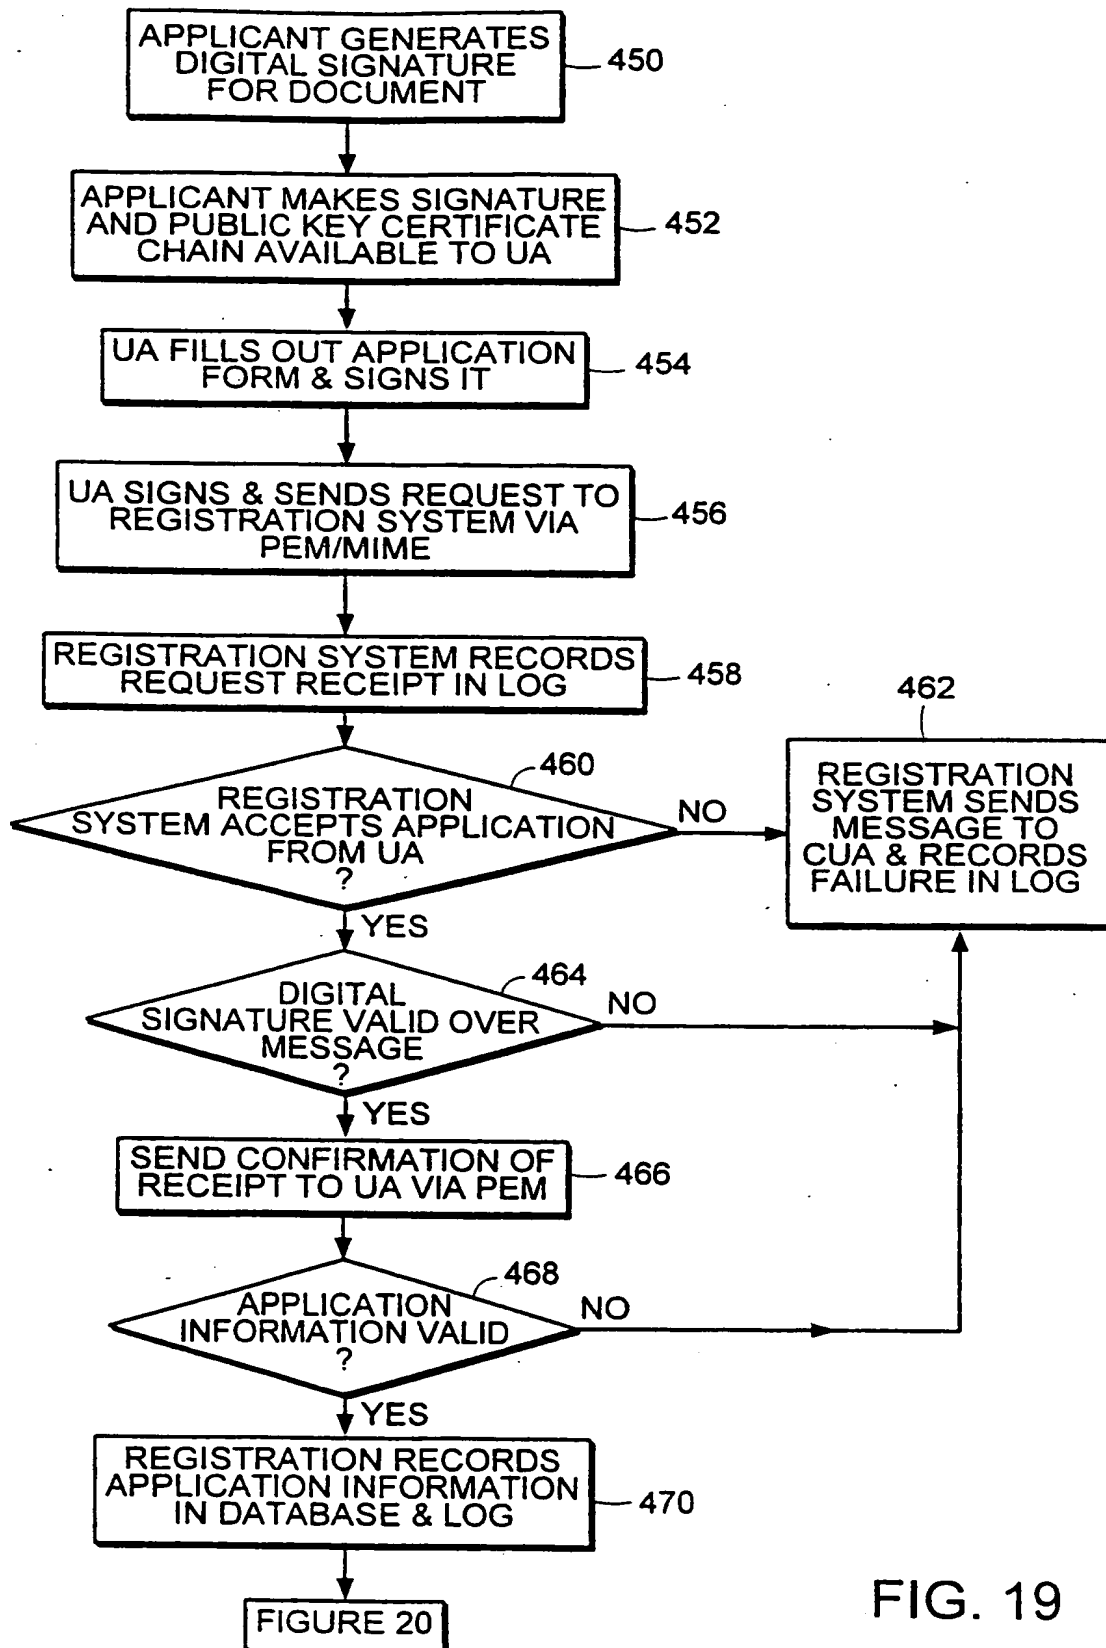 APPLICANT GENERATES
DIGITAL SIGNATURE
FOR DOCUMENT
450
APPLICANT MAKES SIGNATURE
AND PUBLIC KEY CERTIFICATE
CHAIN AVAILABLE TO UA
452
UA FILLS OUT APPLICATION
FORM & SIGNS IT
454
UA SIGNS & SENDS REQUEST TO
REGISTRATION SYSTEM VIA
PEM/MIME
456
REGISTRATION SYSTEM RECORDS
REQUEST RECEIPT IN LOG
458
460
REGISTRATION
SYSTEM ACCEPTS APPLICATION
FROM UA
?
NO
462
REGISTRATION
SYSTEM SENDS
MESSAGE TO
CUA & RECORDS
FAILURE IN LOG
YES
464
DIGITAL
SIGNATURE VALID OVER
MESSAGE
?
NO
YES
SEND CONFIRMATION OF
RECEIPT TO UA VIA PEM
466
468
APPLICATION
INFORMATION VALID
?
NO
YES
REGISTRATION RECORDS
APPLICATION INFORMATION
IN DATABASE & LOG
470
FIGURE 20
FIG. 19